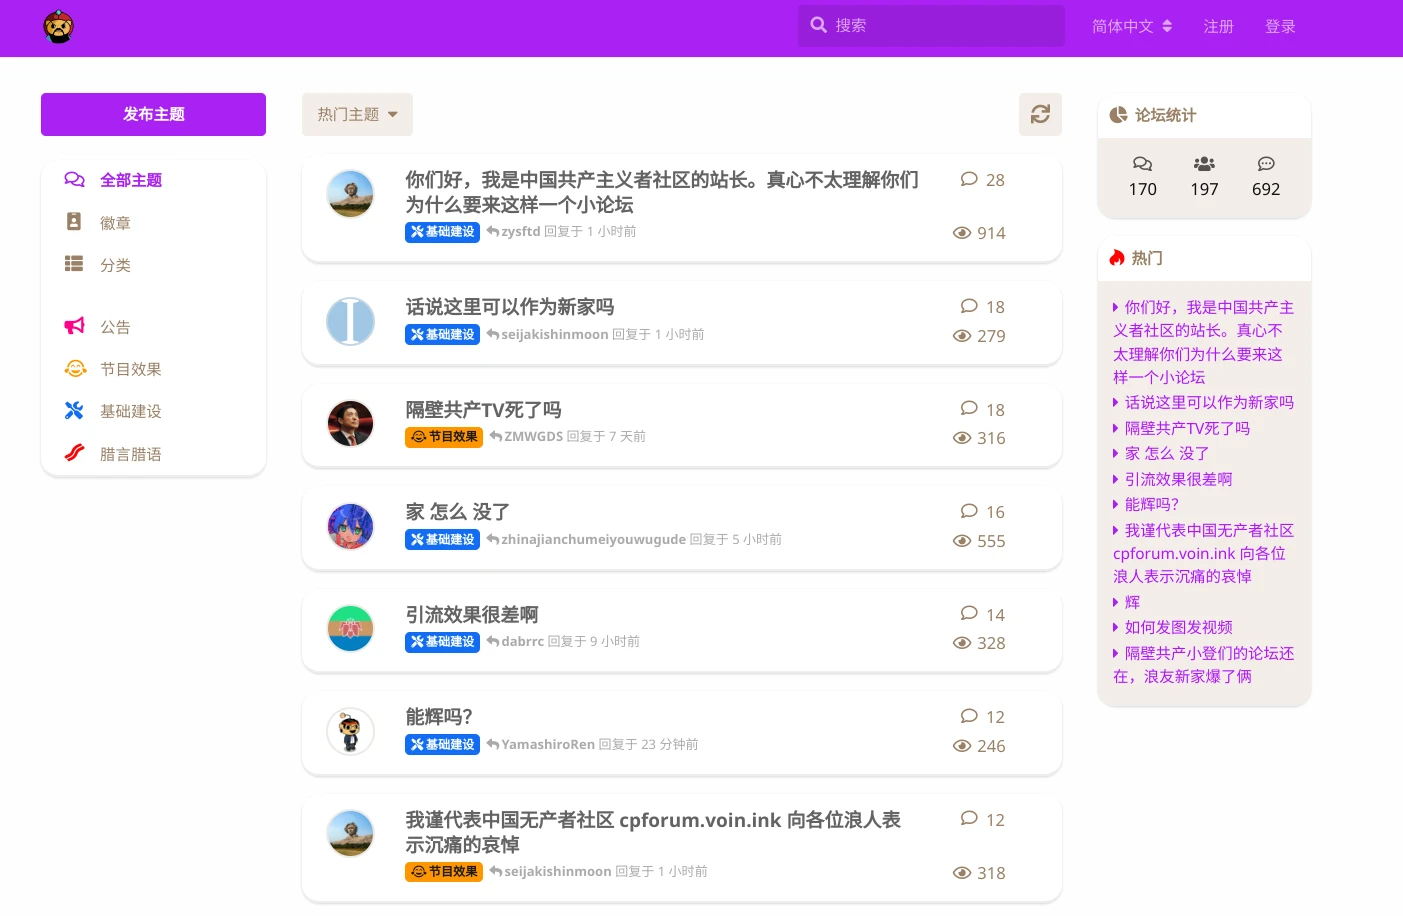 搜索
简体中文
注册
登录
发布主题
全部主题
徽章
分类
公告
节目效果
基础建设
腊言腊语
热门主题
你们好，我是中国共产主义者社区的站长。真心不太理解你们
为什么要来这样一个小论坛
基础建设 zysftd 回复于 1 小时前
28
914
话说这里可以作为新家吗
基础建设 seijakishinmoon 回复于 1 小时前
18
279
隔壁共产TV死了吗
节目效果 ZMWGDS 回复于 7 天前
18
316
家 怎么 没了
基础建设 zhinajianchumeiyouwugude 回复于 5 小时前
16
555
引流效果很差啊
基础建设 dabrrc 回复于 9 小时前
14
328
能辉吗？
基础建设 YamashiroRen 回复于 23 分钟前
12
246
我谨代表中国无产者社区 cpforum.voin.ink 向各位浪人表
示沉痛的哀悼
节目效果 seijakishinmoon 回复于 1 小时前
12
318
论坛统计
170 197 692
热门
你们好，我是中国共产主
义者社区的站长。真心不
太理解你们为什么要来这
样一个小论坛
话说这里可以作为新家吗
隔壁共产TV死了吗
家 怎么 没了
引流效果很差啊
能辉吗？
我谨代表中国无产者社区
cpforum.voin.ink 向各位
浪人表示沉痛的哀悼
辉
如何发图发视频
隔壁共产小登们的论坛还
在，浪友新家爆了俩